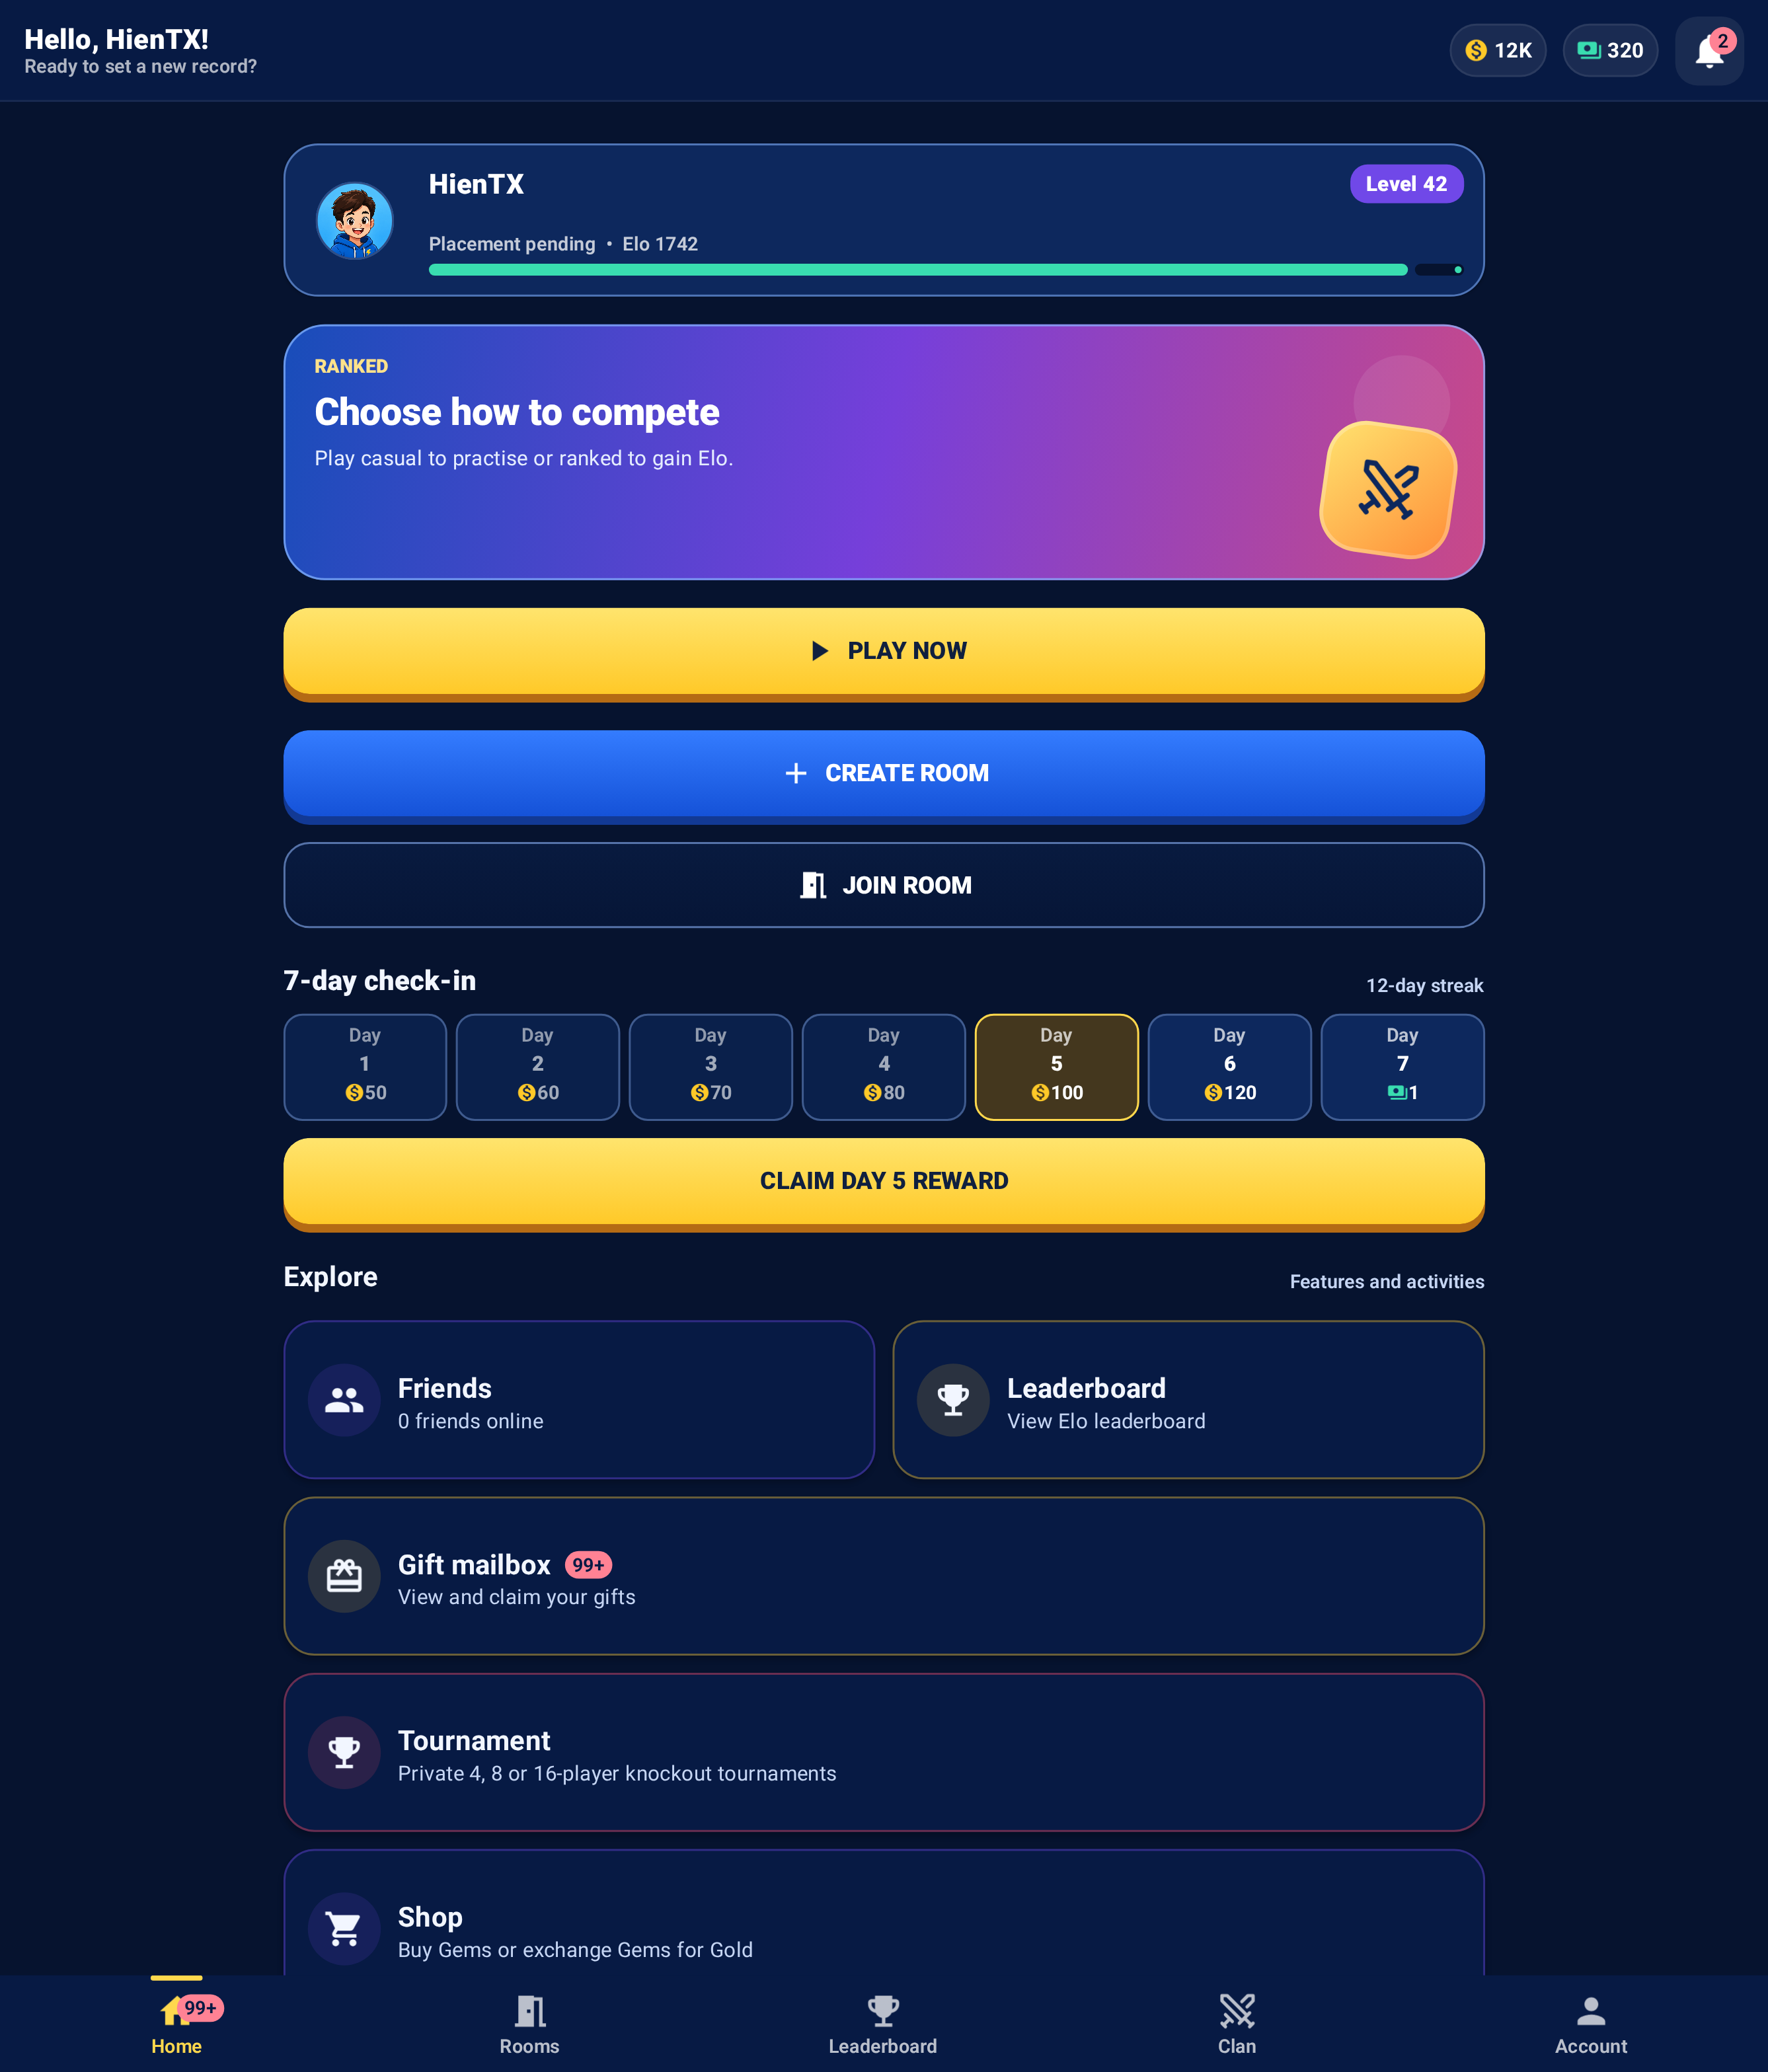 Hello, HienTX!
Ready to set a new record?
12K
320
2
HienTX
Level 42
Placement pending • Elo 1742
RANKED
Choose how to compete
Play casual to practise or ranked to gain Elo.
PLAY NOW
CREATE ROOM
JOIN ROOM
7-day check-in
12-day streak
Day
1
50
Day
2
60
Day
3
70
Day
4
80
Day
5
100
Day
6
120
Day
7
1
CLAIM DAY 5 REWARD
Explore
Features and activities
Friends
0 friends online
Leaderboard
View Elo leaderboard
Gift mailbox 99+
View and claim your gifts
Tournament
Private 4, 8 or 16-player knockout tournaments
Shop
Buy Gems or exchange Gems for Gold
99+
Home
Rooms
Leaderboard
Clan
Account